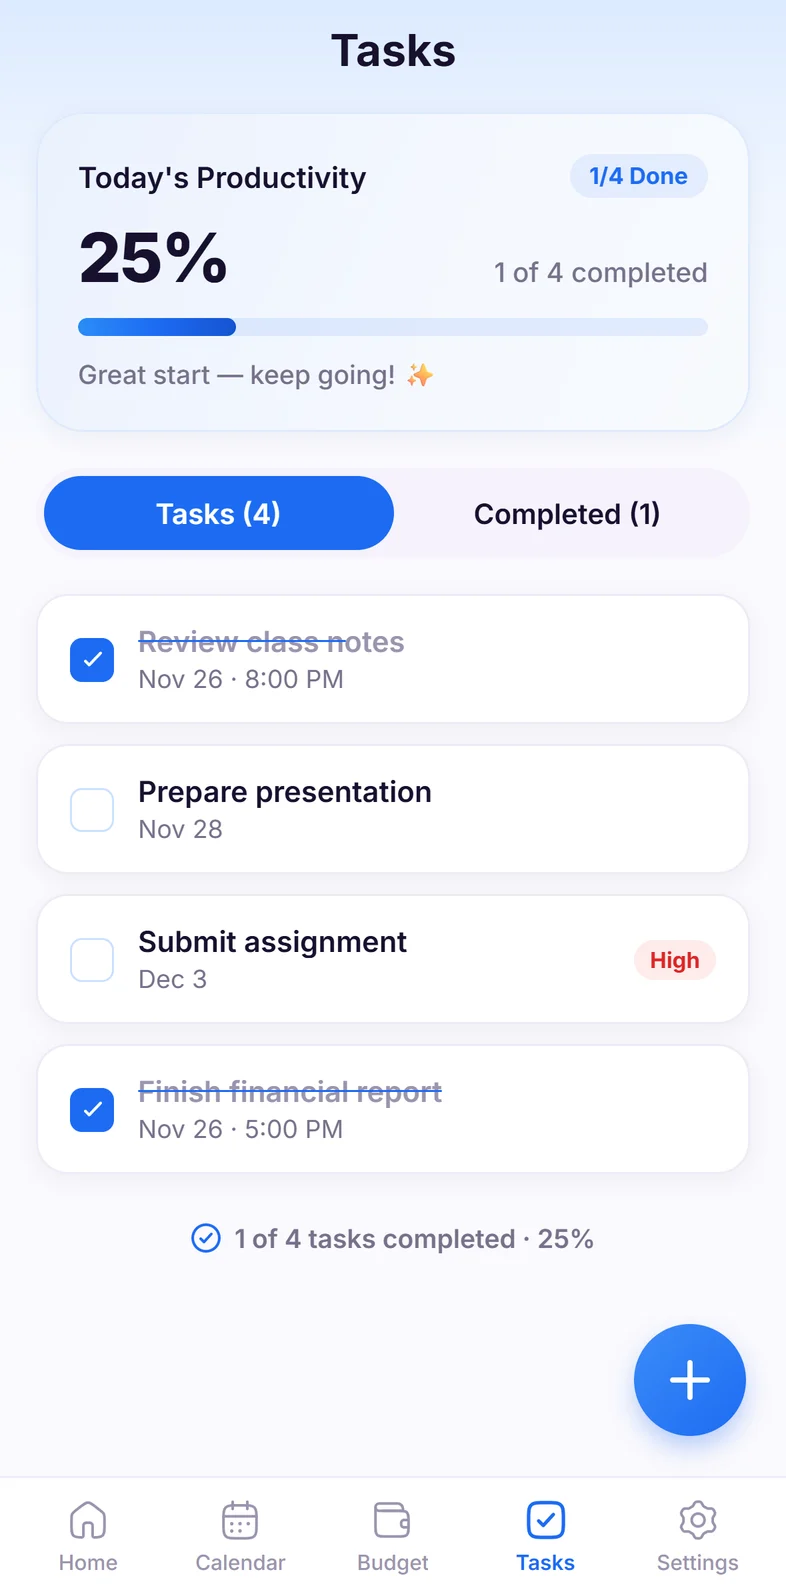 Tasks
Today's Productivity
1/4 Done
25%
1 of 4 completed
Great start — keep going! ✨
Tasks (4)
Completed (1)
Review class notes
Nov 26 · 8:00 PM
Prepare presentation
Nov 28
Submit assignment
Dec 3
High
Finish financial report
Nov 26 · 5:00 PM
1 of 4 tasks completed · 25%
Home
Calendar
Budget
Tasks
Settings